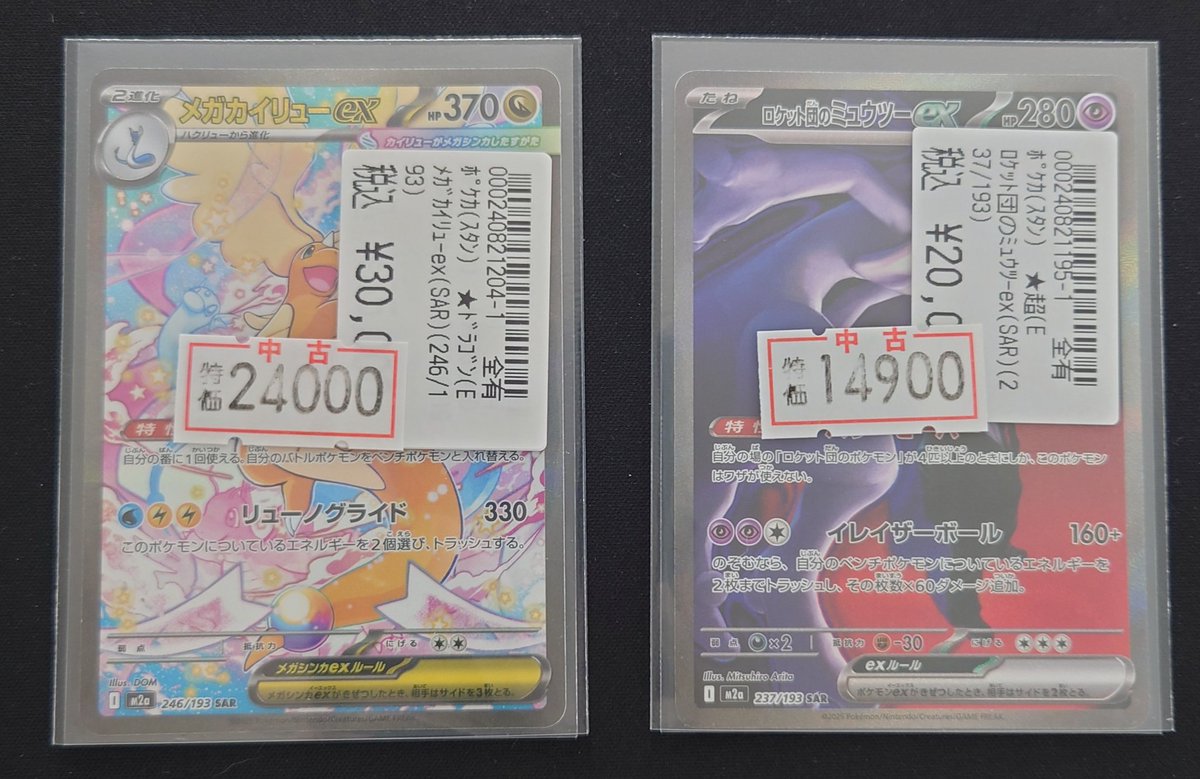 2進化
メガカイリューex
HP370
ハクリューから進化
カイリューがメガシンカしたすがた
000240821204-1
全有
ポケカ(スタン)
★ドラゴン(E
メガカイリューex(SAR)(246/1
93)
税込
¥30,0
中古
特価
24000
特性
自分の番に1回使える。自分のバトルポケモンをベンチポケモンと入れ替える。
リューノグライド 330
このポケモンについているエネルギーを2個選び、トラッシュする。
弱点
抵抗力
にげる
メガシンカexルール
メガシンカexがきぜつしたとき、相手はサイドを3枚とる。
Illus. DOM
I m2a 246/193 SAR
©2025 Pokémon/Nintendo/Creatures/GAME FREAK.
たね
ロケット団のミュウツーex
HP280
000240821195-1
全有
ポケカ(スタン)
★超(E
ロケット団のミュウツーex(SAR)(2
37/193)
税込
¥20,0
中古
特価
14900
特性
自分の場の「ロケット団のポケモン」が4匹以上のときにしか、このポケモン
はワザが使えない。
イレイザーボール 160+
のぞむなら、自分のベンチポケモンについているエネルギーを
2枚までトラッシュし、その枚数×60ダメージ追加。
弱点 ×2
抵抗力 -30
にげる
exルール
ポケモンexがきぜつしたとき、相手はサイドを2枚とる。
Illus. Mitsuhiro Arita
I m2a 237/193 SAR
©2025 Pokémon/Nintendo/Creatures/GAME FREAK.